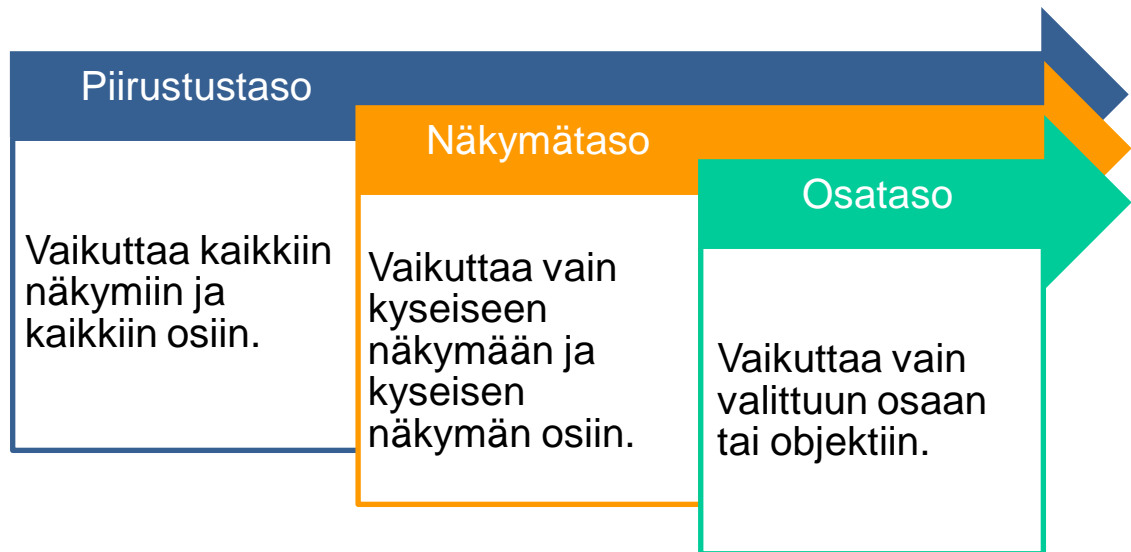 Piirustustaso
Vaikuttaa kaikkiin
näkymiin ja
kaikkiin osiin.
Näkymätaso
Vaikuttaa vain
kyseiseen
näkymään ja
kyseisen
näkymän osiin.
Osataso
Vaikuttaa vain
valittuun osaan
tai objektiin.